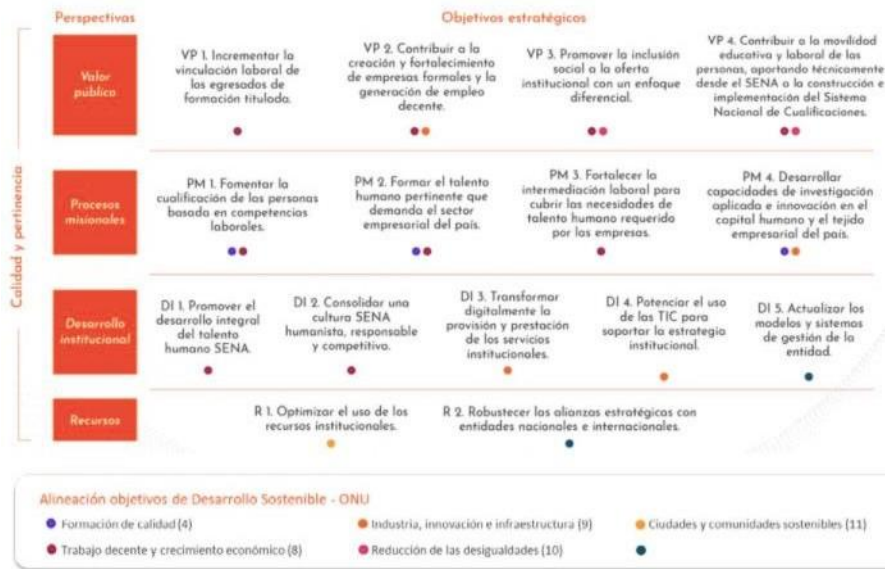 Perspectivas
Objetivos estratégicos
Calidad y pertinencia
Valor
público
VP 1. Incrementar la
vinculación laboral de
los egresados de
formación titulada.
VP 2. Contribuir a la
creación y fortalecimiento
de empresas formales y la
generación de empleo
decente.
VP 3. Promover la inclusión
social a la oferta
institucional con un enfoque
diferencial.
VP 4. Contribuir a la movilidad
educativa y laboral de las
personas, aportando técnicamente
desde el SENA a la construcción e
implementación del Sistema
Nacional de Cualificaciones.
Procesos
misionales
PM 1. Fomentar la
cualificación de las personas
basada en competencias
laborales.
PM 2. Formar el talento
humano pertinente que
demanda el sector
empresarial del país.
PM 3. Fortalecer la
intermediación laboral para
cubrir las necesidades de
talento humano requerido
por las empresas.
PM 4. Desarrollar
capacidades de investigación
aplicada e innovación en el
capital humano y el tejido
empresarial del país.
Desarrollo
institucional
DI 1. Promover el
desarrollo integral
del talento
humano SENA.
DI 2. Consolidar una
cultura SENA
humanista, responsable
y competitiva.
DI 3. Transformar
digitalmente la
provisión y prestación
de los servicios
institucionales.
DI 4. Potenciar el uso
de las TIC para
soportar la estrategia
institucional.
DI 5. Actualizar los
modelos y sistemas
de gestión de la
entidad.
Recursos
R 1. Optimizar el uso de los
recursos institucionales.
R 2. Robustecer las alianzas estratégicas con
entidades nacionales e internacionales.
Alineación objetivos de Desarrollo Sostenible - ONU
Formación de calidad (4)
Industria, innovación e infraestructura (9)
Ciudades y comunidades sostenibles (11)
Trabajo decente y crecimiento económico (8)
Reducción de las desigualdades (10)